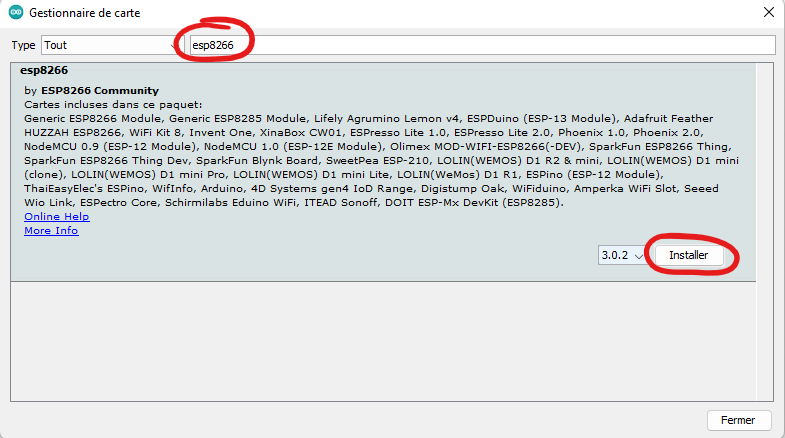 Gestionnaire de carte
Type Tout esp8266
esp8266
by ESP8266 Community
Cartes incluses dans ce paquet:
Generic ESP8266 Module, Generic ESP8285 Module, Lifely Agrumino Lemon v4, ESPDuino (ESP-13 Module), Adafruit Feather
HUZZAH ESP8266, WiFi Kit 8, Invent One, XinaBox CW01, ESPresso Lite 1.0, ESPresso Lite 2.0, Phoenix 1.0, Phoenix 2.0,
NodeMCU 0.9 (ESP-12 Module), NodeMCU 1.0 (ESP-12E Module), Olimex MOD-WIFI-ESP8266(-DEV), SparkFun ESP8266 Thing,
SparkFun ESP8266 Thing Dev, SparkFun Blynk Board, SweetPea ESP-210, LOLIN(WEMOS) D1 R2 & mini, LOLIN(WEMOS) D1 mini
(clone), LOLIN(WEMOS) D1 mini Pro, LOLIN(WEMOS) D1 mini Lite, LOLIN(WeMos) D1 R1, ESPino (ESP-12 Module),
ThaiEasyElec's ESPino, WifInfo, Arduino, 4D Systems gen4 IoD Range, Digistump Oak, WiFiduino, Amperka WiFi Slot, Seeed
Wio Link, ESPectro Core, Schirmilabs Eduino WiFi, ITEAD Sonoff, DOIT ESP-Mx DevKit (ESP8285).
Online Help
More Info
3.0.2 Installer
Fermer